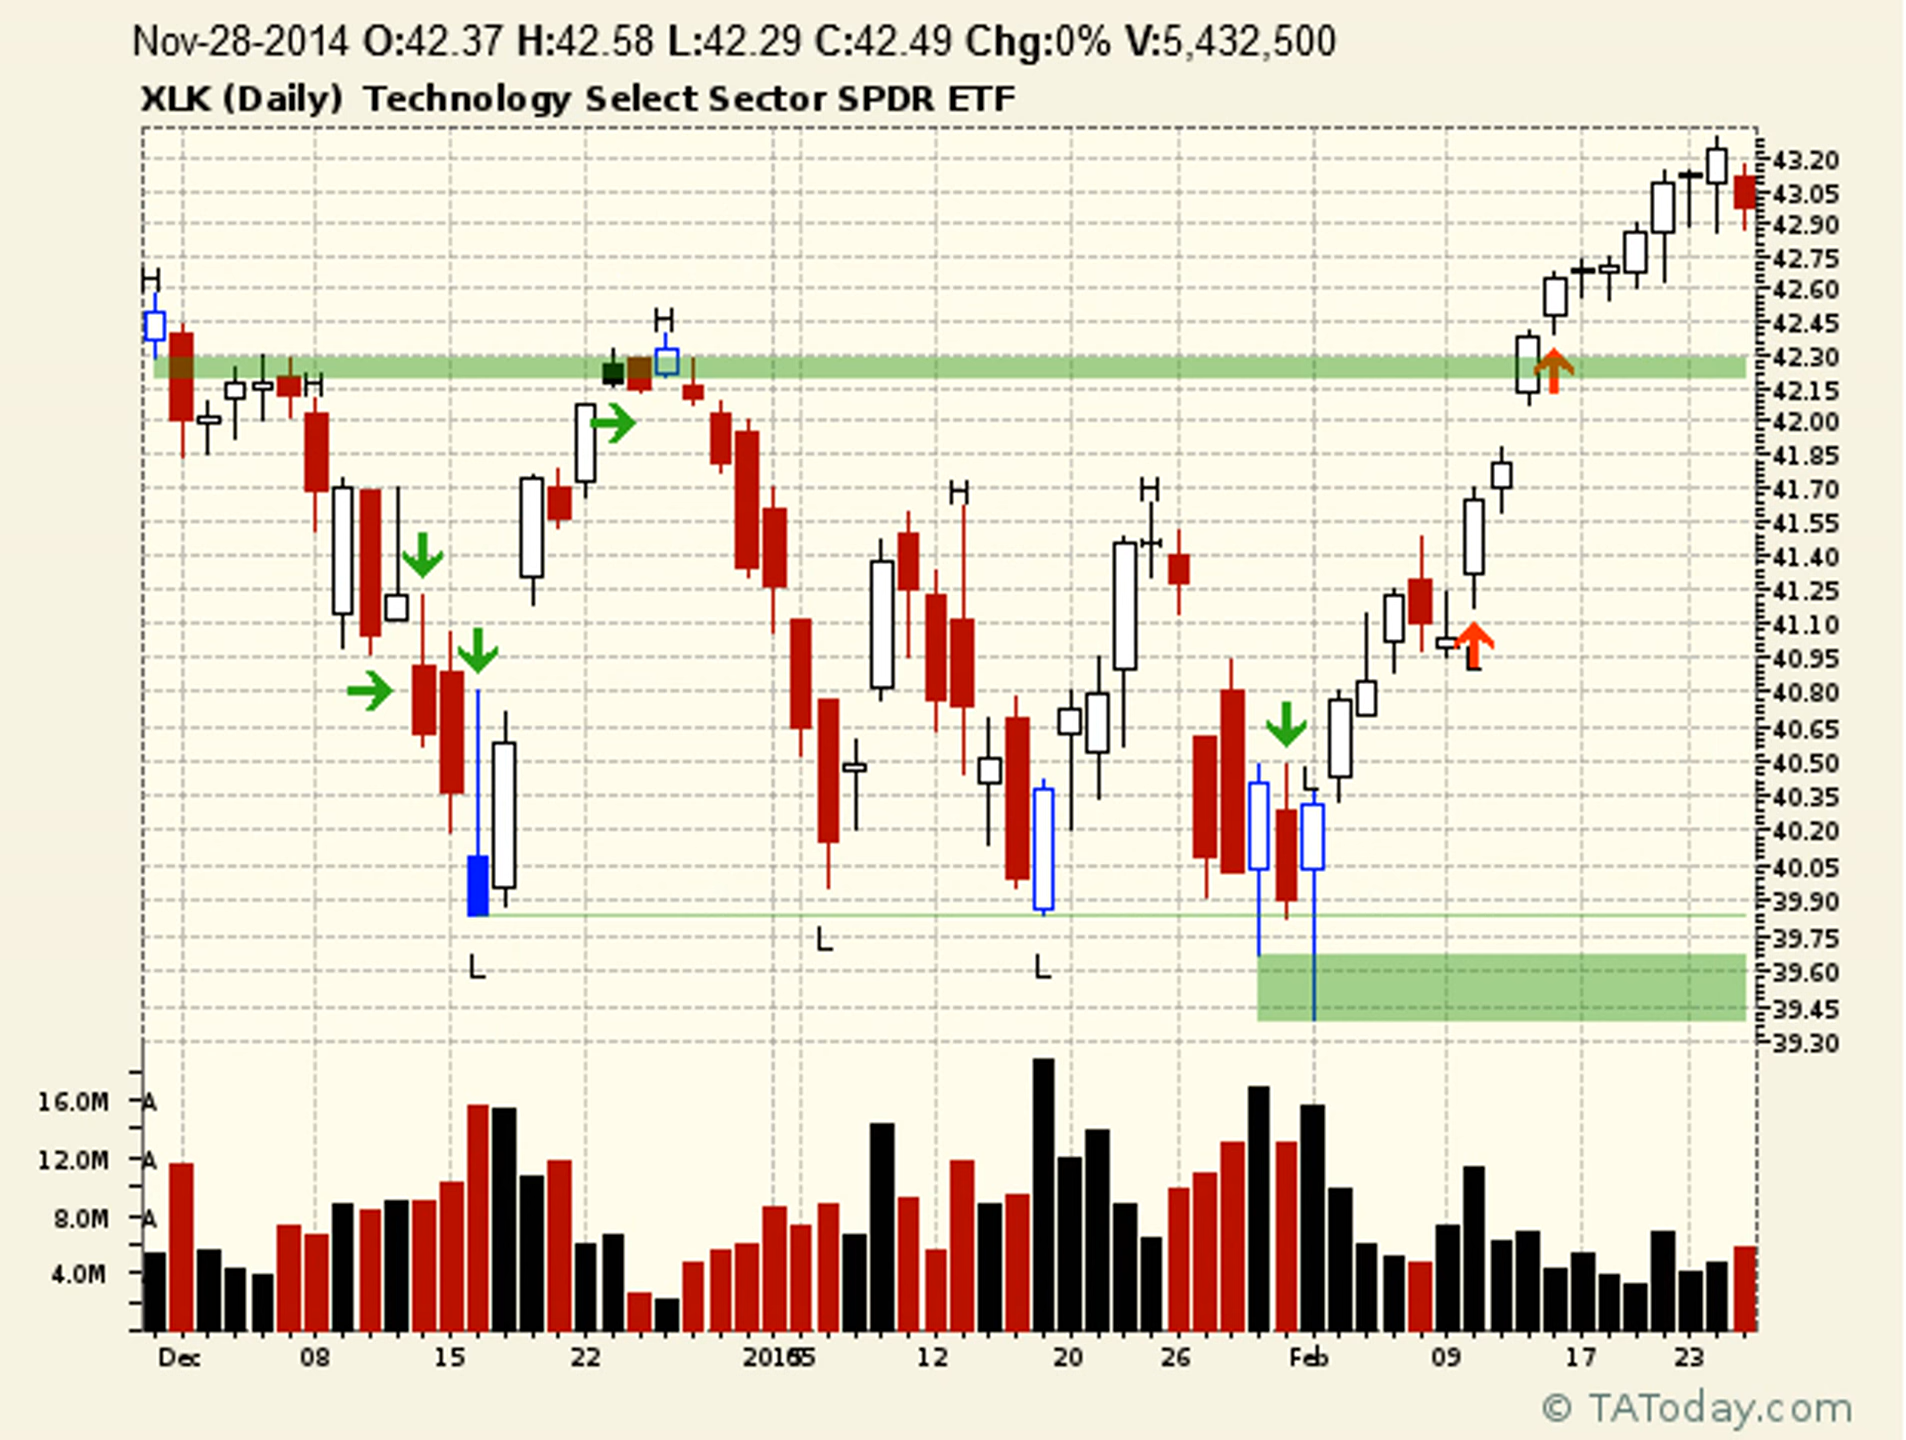 Nov-28-2014 O:42.37 H:42.58 L:42.29 C:42.49 Chg:0% V:5,432,500
XLK (Daily) Technology Select Sector SPDR ETF
43.20
43.05
42.90
42.75
H
42.60
H
42.45
42.30
H
42.15
42.00
41.85
H
H
41.70
41.55
41.40
41.25
41.10
40.95
L
40.80
40.65
L
40.50
40.35
40.20
40.05
39.90
L
39.75
L
L
39.60
39.45
39.30
16.0M A
12.0M A
8.0M A
4.0M
Dec 08 15 22 12 20 26 Feb 09 17 23
© TAToday.com